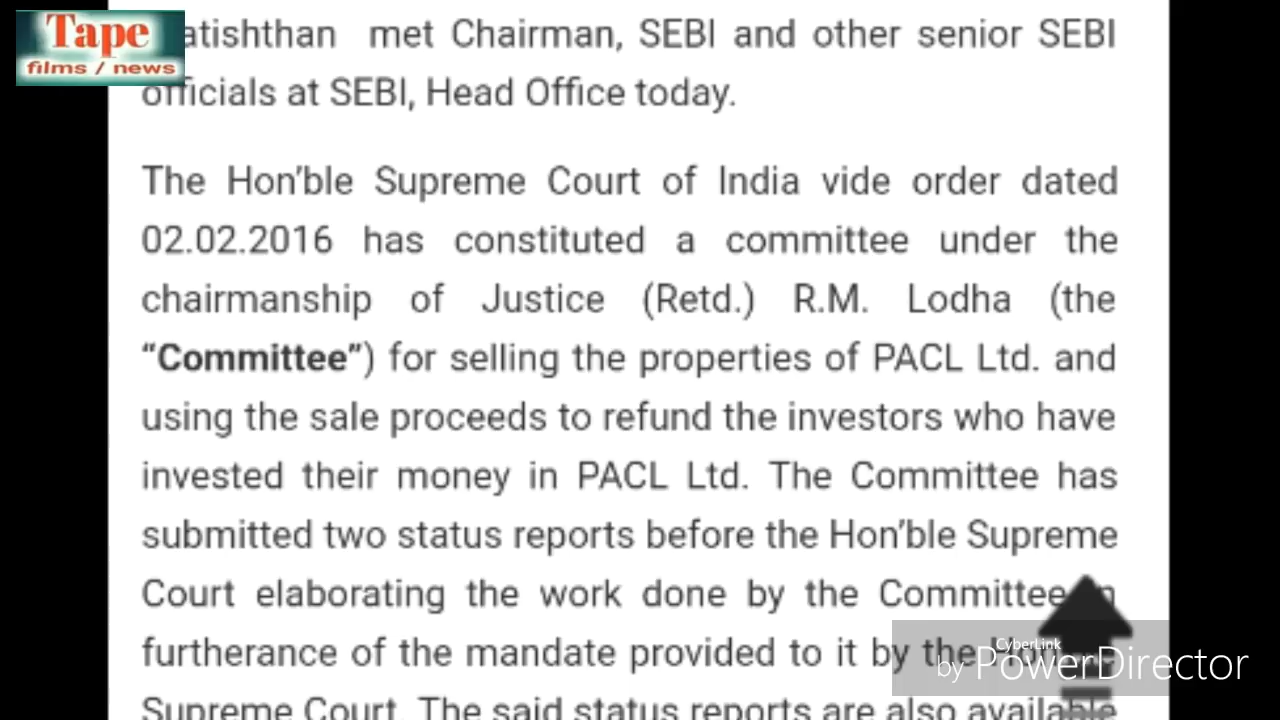 Tape
films / news
atishthan met Chairman, SEBI and other senior SEBI
officials at SEBI, Head Office today.
The Hon’ble Supreme Court of India vide order dated
02.02.2016 has constituted a committee under the
chairmanship of Justice (Retd.) R.M. Lodha (the
“Committee”) for selling the properties of PACL Ltd. and
using the sale proceeds to refund the investors who have
invested their money in PACL Ltd. The Committee has
submitted two status reports before the Hon’ble Supreme
Court elaborating the work done by the Committee
furtherance of the mandate provided to it by the
Supreme Court. The said status reports are also available
CyberLink
by PowerDirector